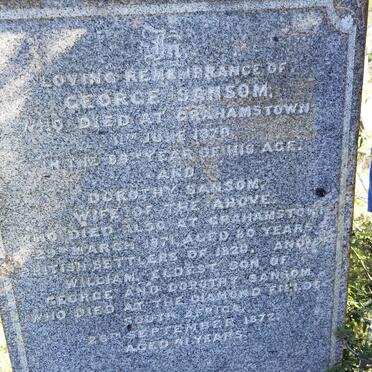 In
LOVING REMEMBRANCE OF
GEORGE SANSOM,
WHO DIED AT GRAHAMSTOWN
JUNE 1870,
IN HIS YEAR OF HIS AGE.
AND
DOROTHY SANSOM,
WIFE OF THE ABOVE,
WHO DIED ALSO AT GRAHAMSTOWN
MARCH 1871, AGED 80 YEARS
BRITISH SETTLERS OF 1820. AND
WILLIAM, ELDEST SON OF
GEORGE AND DOROTHY SANSOM
WHO DIED AT THE DIAMOND FIELDS
SOUTH AFRICA
SEPTEMBER 1872.
AGED YEARS.